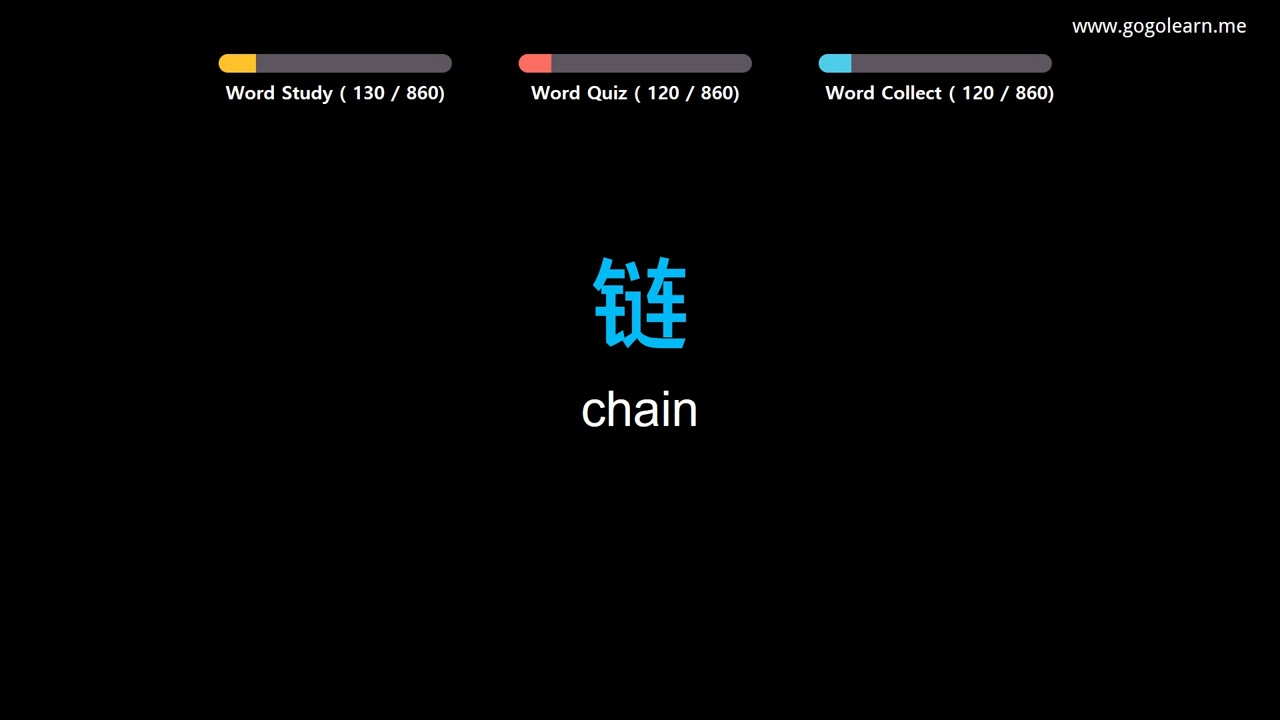 www.gogolearn.me
Word Study ( 130 / 860)
Word Quiz ( 120 / 860)
Word Collect ( 120 / 860)
链
chain